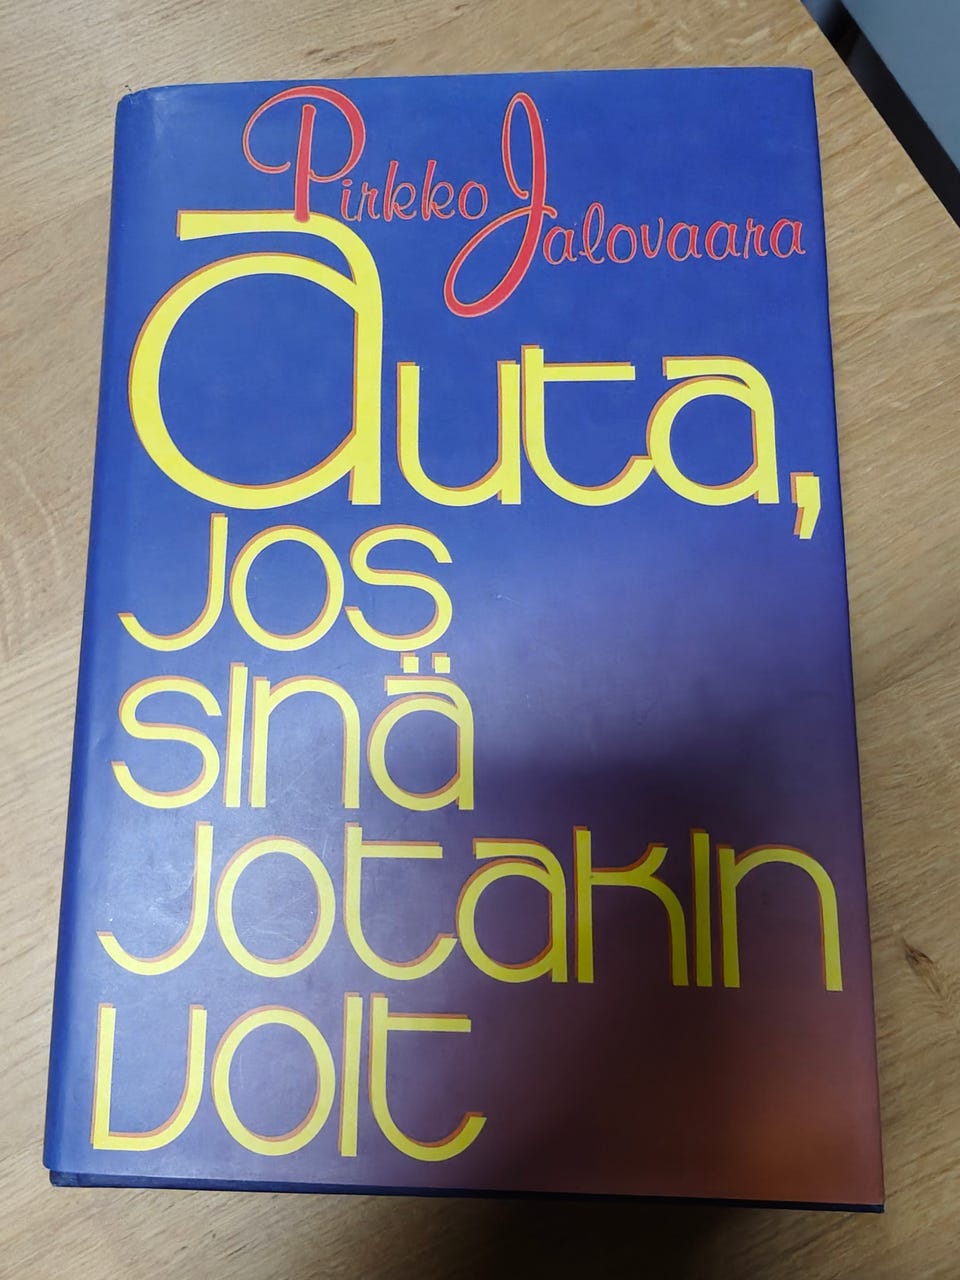 Pirkko Jalovaara
Auta,
jos
sinä
jotakin
voit